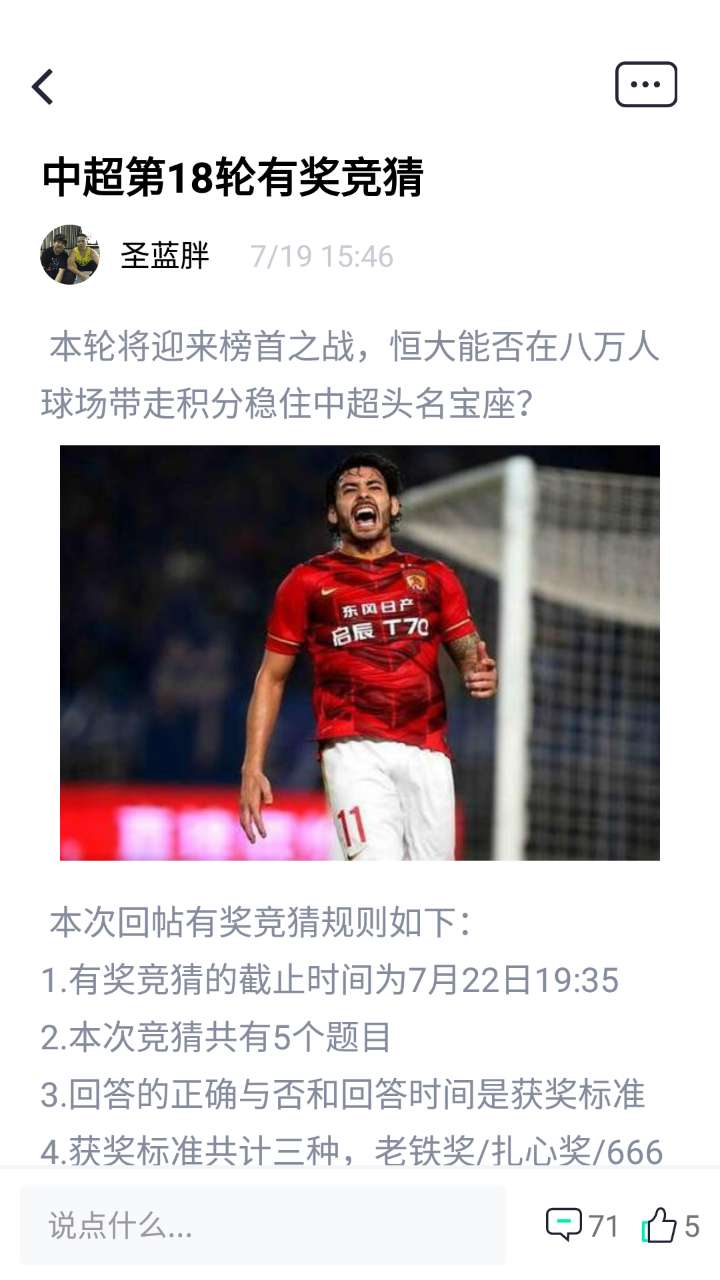 中超第18轮有奖竞猜
圣蓝胖 7/19 15:46
本轮将迎来榜首之战，恒大能否在八万人
球场带走积分稳住中超头名宝座？
东风日产
启辰 T70
11
本次回帖有奖竞猜规则如下：
1.有奖竞猜的截止时间为7月22日19:35
2.本次竞猜共有5个题目
3.回答的正确与否和回答时间是获奖标准
4.获奖标准共计三种，老铁奖/扎心奖/666
说点什么... 71 5